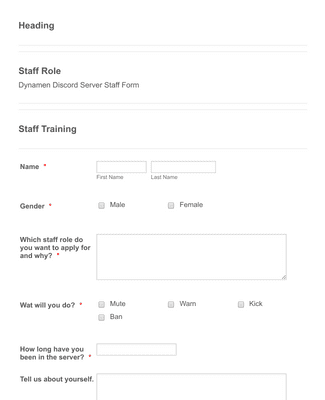 Heading
Staff Role
Dynamen Discord Server Staff Form
Staff Training
Name *
First Name Last Name
Gender * Male Female
Which staff role do
you want to apply for
and why? *
Wat will you do? * Mute Warn Kick
Ban
How long have you
been in the server? *
Tell us about yourself.